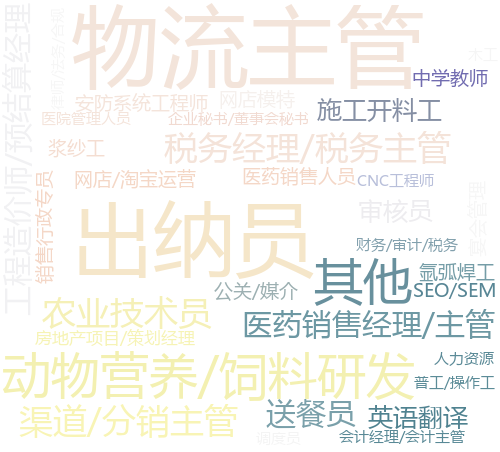 物流主管
木工
中学教师
律师/法务/合规
工程造价师/预结算经理
安防系统工程师
网店模特
施工开料工
医院管理人员
企业秘书/董事会秘书
浆纱工
税务经理/税务主管
网店/淘宝运营
医药销售人员
CNC工程师
销售行政专员
出纳员
审核员
宴会管理
财务/审计/税务
其他
氩弧焊工
公关/媒介
SEO/SEM
农业技术员
医药销售经理/主管
房地产项目/策划经理
动物营养/饲料研发
人力资源
普工/操作工
渠道/分销主管
送餐员
英语翻译
调度员
会计经理/会计主管